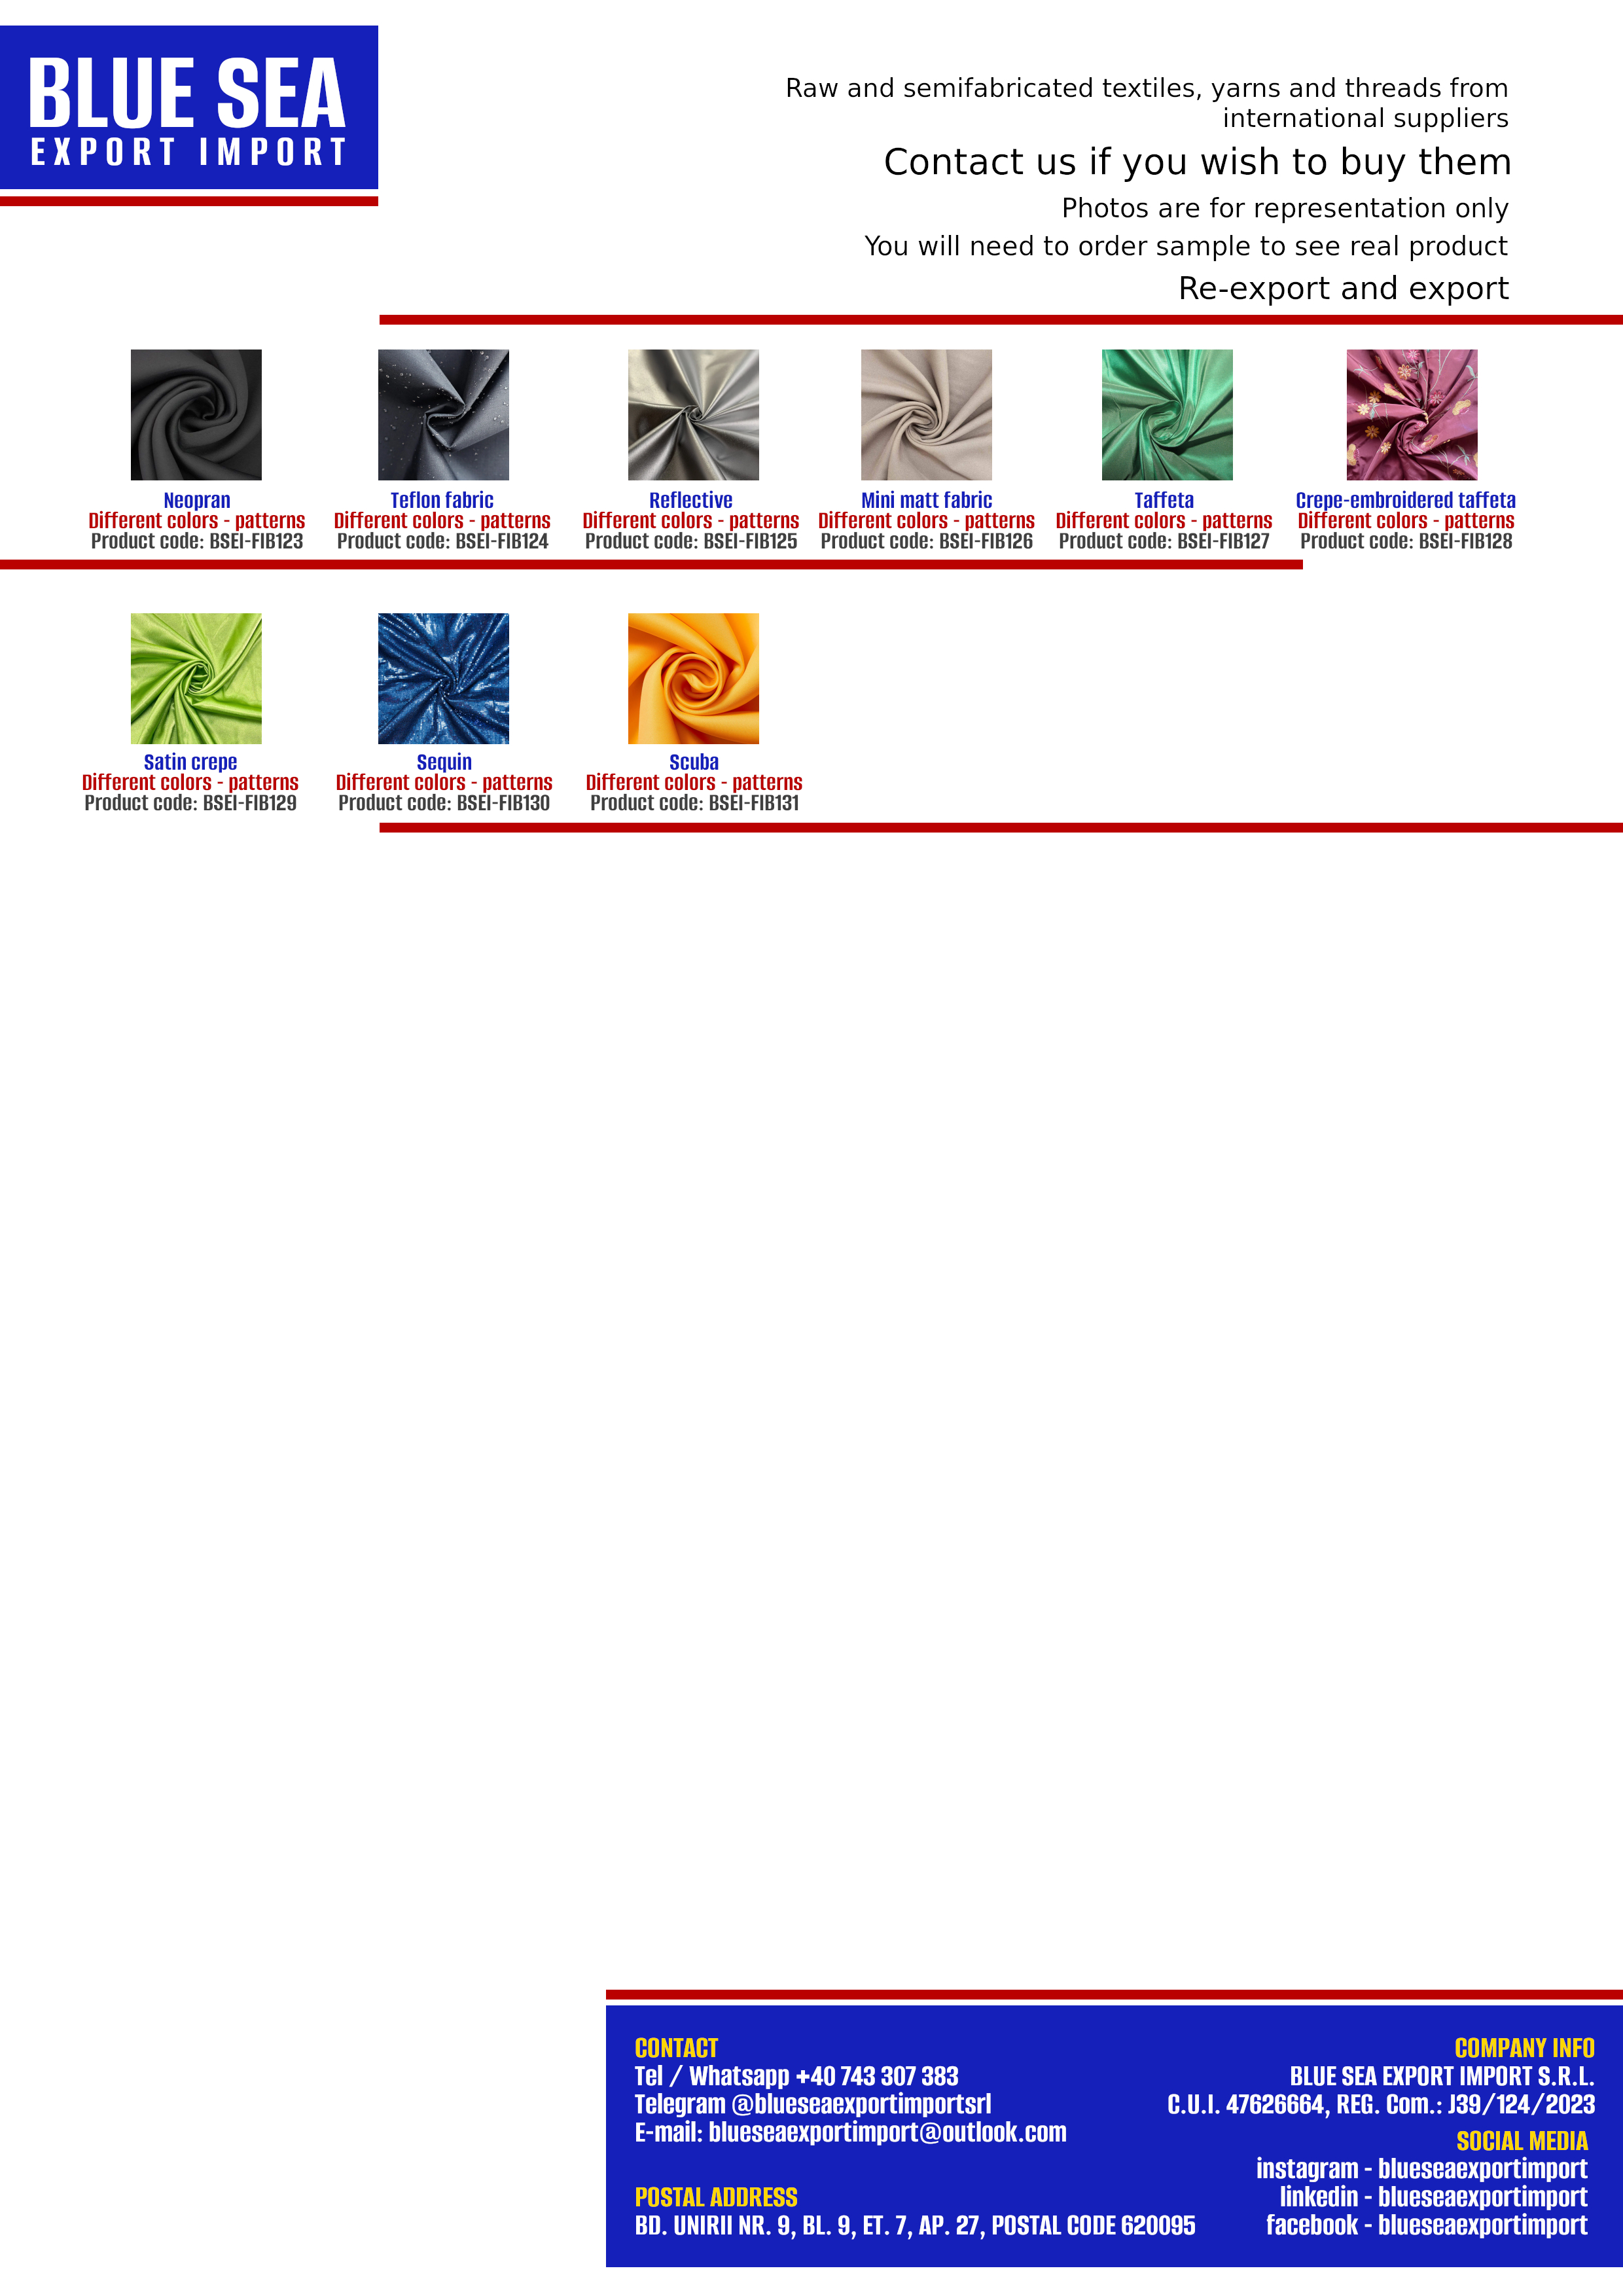 BLUE SEA
EXPORT IMPORT
Raw and semifabricated textiles, yarns and threads from
international suppliers
Contact us if you wish to buy them
Photos are for representation only
You will need to order sample to see real product
Re-export and export
Neopran
Different colors - patterns
Product code: BSEI-FIB123
Teflon fabric
Different colors - patterns
Product code: BSEI-FIB124
Reflective
Different colors - patterns
Product code: BSEI-FIB125
Mini matt fabric
Different colors - patterns
Product code: BSEI-FIB126
Taffeta
Different colors - patterns
Product code: BSEI-FIB127
Crepe-embroidered taffeta
Different colors - patterns
Product code: BSEI-FIB128
Satin crepe
Different colors - patterns
Product code: BSEI-FIB129
Sequin
Different colors - patterns
Product code: BSEI-FIB130
Scuba
Different colors - patterns
Product code: BSEI-FIB131
CONTACT
Tel / Whatsapp +40 743 307 383
Telegram @blueseaexportimportsrl
E-mail: blueseaexportimport@outlook.com
POSTAL ADDRESS
BD. UNIRII NR. 9, BL. 9, ET. 7, AP. 27, POSTAL CODE 620095
COMPANY INFO
BLUE SEA EXPORT IMPORT S.R.L.
C.U.I. 47626664, REG. Com.: J39/124/2023
SOCIAL MEDIA
instagram - blueseaexportimport
linkedin - blueseaexportimport
facebook - blueseaexportimport